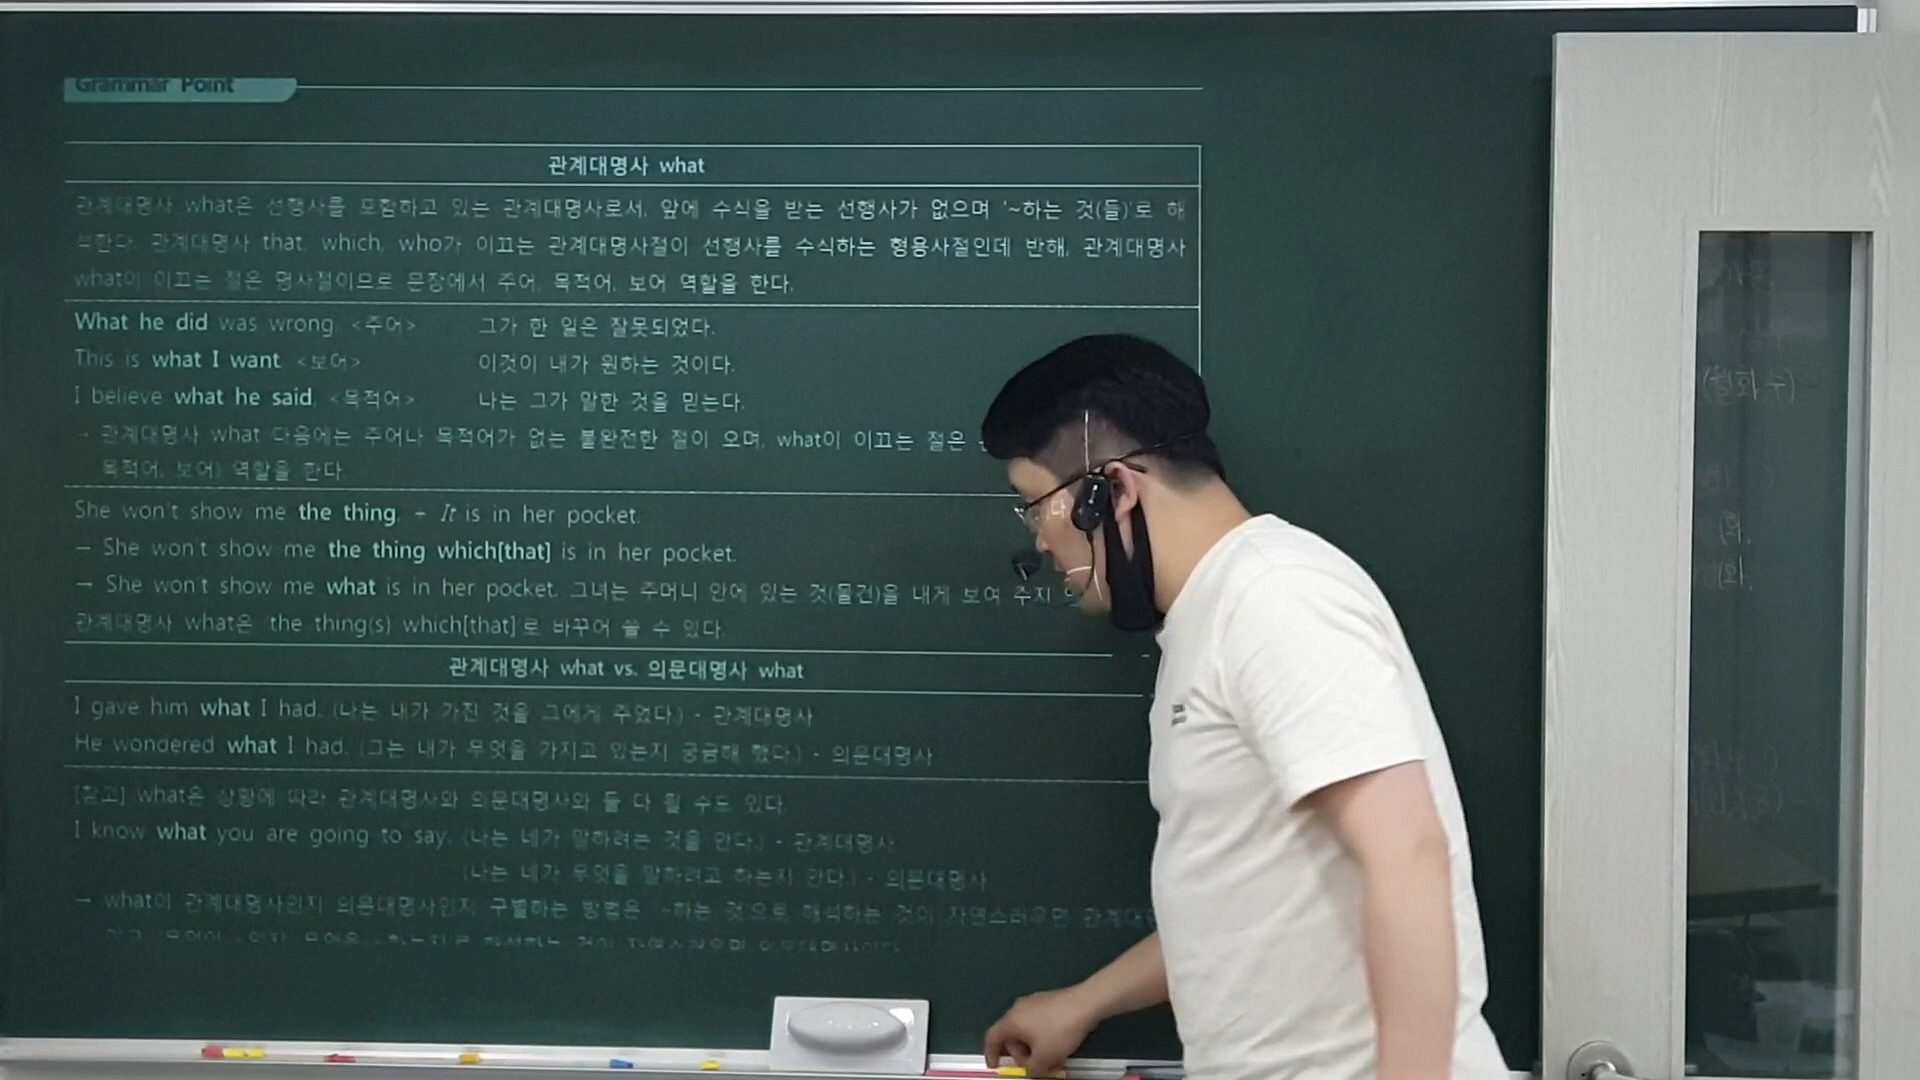 Grammar Point
관계대명사 what
관계대명사 what은 선행사를 포함하고 있는 관계대명사로서, 앞에 수식을 받는 선행사가 없으며 '~하는 것(들)'로 해
석한다. 관계대명사 that, which, who가 이끄는 관계대명사절이 선행사를 수식하는 형용사절인데 반해, 관계대명사
what이 이끄는 절은 명사절이므로 문장에서 주어, 목적어, 보어 역할을 한다.
What he did was wrong. <주어> 그가 한 일은 잘못되었다.
This is what I want. <보어> 이것이 내가 원하는 것이다.
I believe what he said. <목적어> 나는 그가 말한 것을 믿는다.
→ 관계대명사 what 다음에는 주어나 목적어가 없는 불완전한 절이 오며, what이 이끄는 절은
목적어, 보어) 역할을 한다.
She won't show me the thing. + It is in her pocket.
→ She won't show me the thing which[that] is in her pocket.
→ She won't show me what is in her pocket. 그녀는 주머니 안에 있는 것(물건)을 내게 보여 주지
관계대명사 what은 the thing(s) which[that]로 바꾸어 쓸 수 있다.
관계대명사 what vs. 의문대명사 what
I gave him what I had. (나는 내가 가진 것을 그에게 주었다.) - 관계대명사
He wondered what I had. (그는 내가 무엇을 가지고 있는지 궁금해 했다.) - 의문대명사
[참고] what은 상황에 따라 관계대명사와 의문대명사와 둘 다 될 수도 있다.
I know what you are going to say. (나는 네가 말하려는 것을 안다.) - 관계대명사
(나는 네가 무엇을 말하려고 하는지 안다.) - 의문대명사
→ what이 관계대명사인지 의문대명사인지 구별하는 방법은 '~하는 것'으로 해석하는 것이 자연스러우면